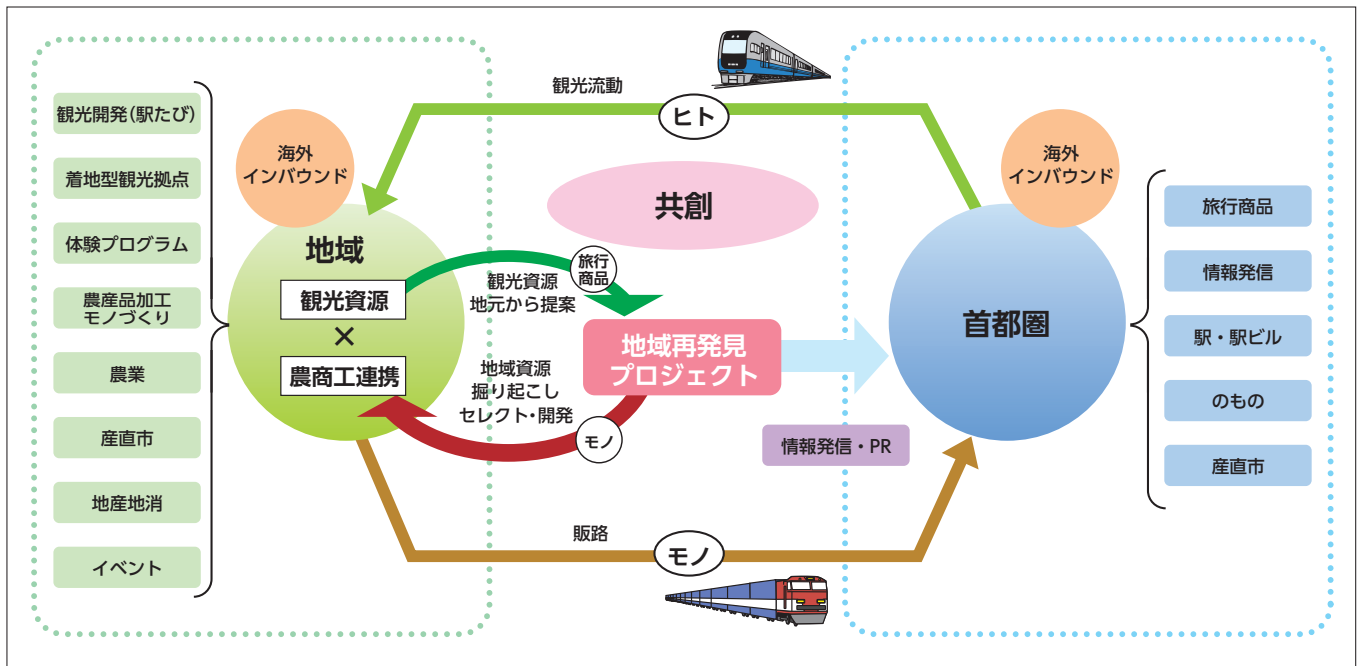 観光開発（駅たび）
着地型観光拠点
体験プログラム
農産品加工
モノづくり
農業
産直市
地産地消
イベント
海外
インバウンド
地域
観光資源
×
農商工連携
観光流動
ヒト
共創
旅行
商品
観光資源
地元から提案
地域再発見
プロジェクト
地域資源
掘り起こし
セレクト・開発
モノ
情報発信・PR
販路
モノ
海外
インバウンド
首都圏
旅行商品
情報発信
駅・駅ビル
のもの
産直市